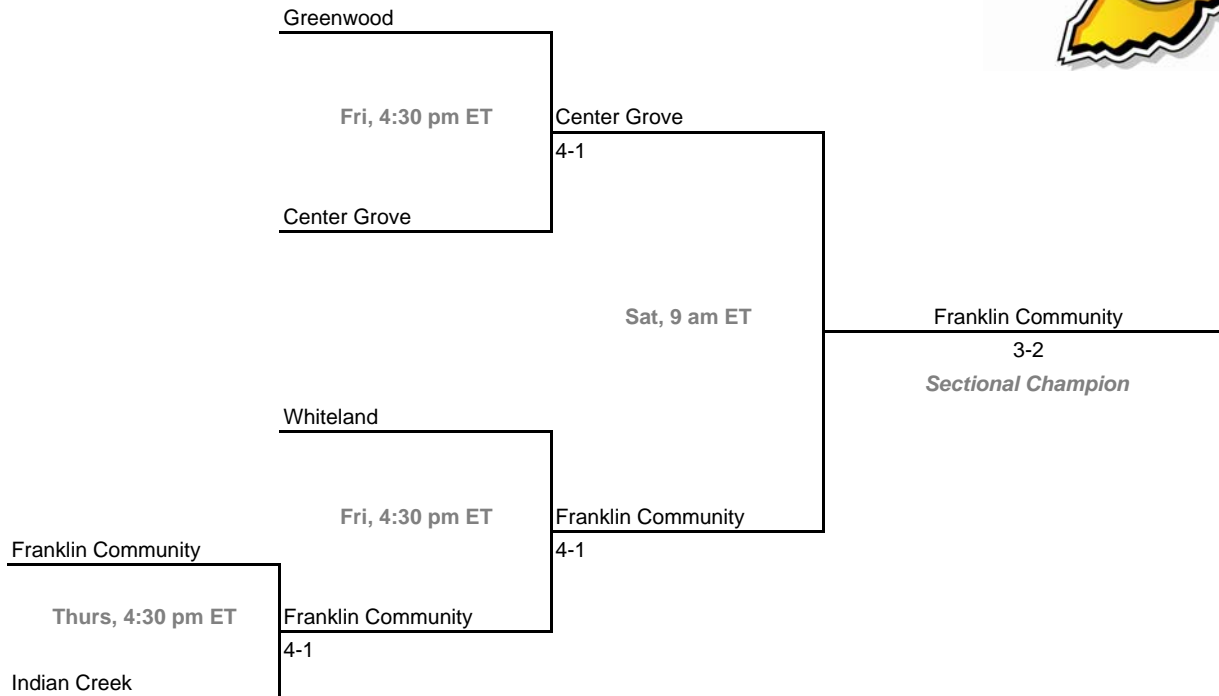 Greenwood
Fri, 4:30 pm ET
Center Grove
4-1
Center Grove
Sat, 9 am ET
Franklin Community
3-2
Sectional Champion
Whiteland
Fri, 4:30 pm ET
Franklin Community
4-1
Franklin Community
Thurs, 4:30 pm ET
Franklin Community
4-1
Indian Creek